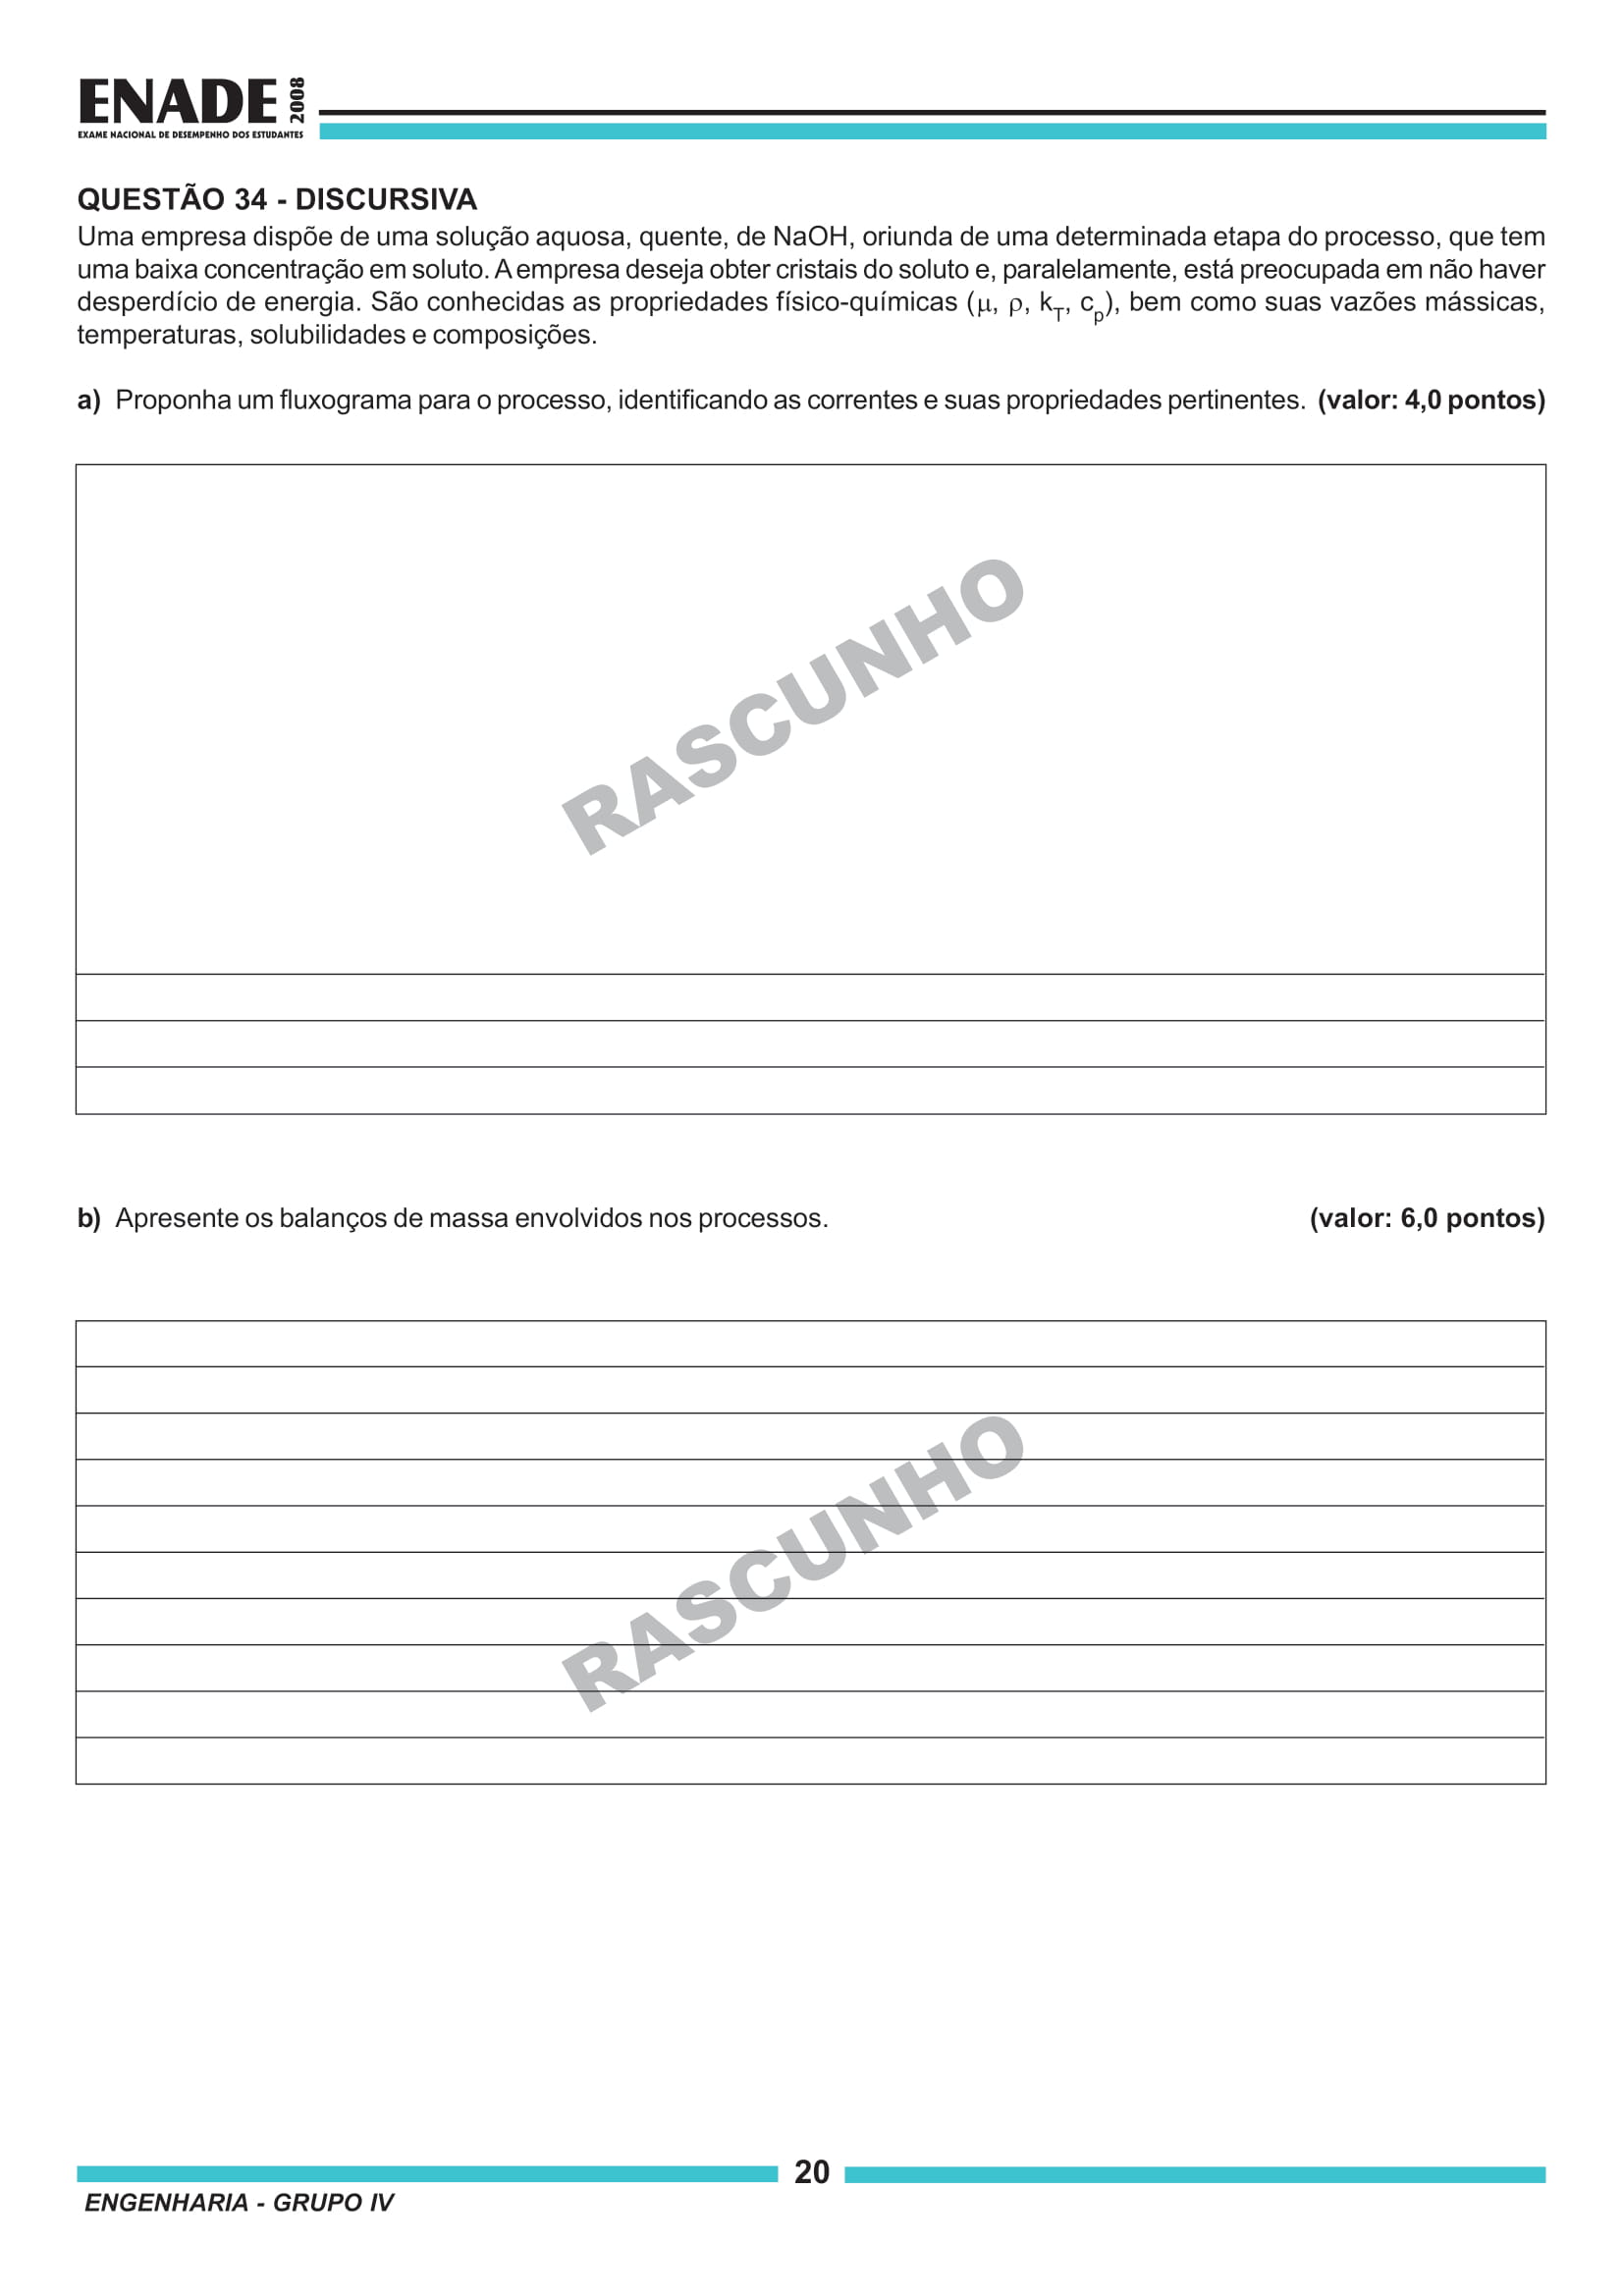 ENADE 2008
EXAME NACIONAL DE DESEMPENHO DOS ESTUDANTES
QUESTÃO 34 - DISCURSIVA
Uma empresa dispõe de uma solução aquosa, quente, de NaOH, oriunda de uma determinada etapa do processo, que tem
uma baixa concentração em soluto. A empresa deseja obter cristais do soluto e, paralelamente, está preocupada em não haver
desperdício de energia. São conhecidas as propriedades físico-químicas (μ, ρ, kT, cp), bem como suas vazões mássicas,
temperaturas, solubilidades e composições.
a) Proponha um fluxograma para o processo, identificando as correntes e suas propriedades pertinentes. (valor: 4,0 pontos)
RASCUNHO
b) Apresente os balanços de massa envolvidos nos processos. (valor: 6,0 pontos)
RASCUNHO
20
ENGENHARIA - GRUPO IV